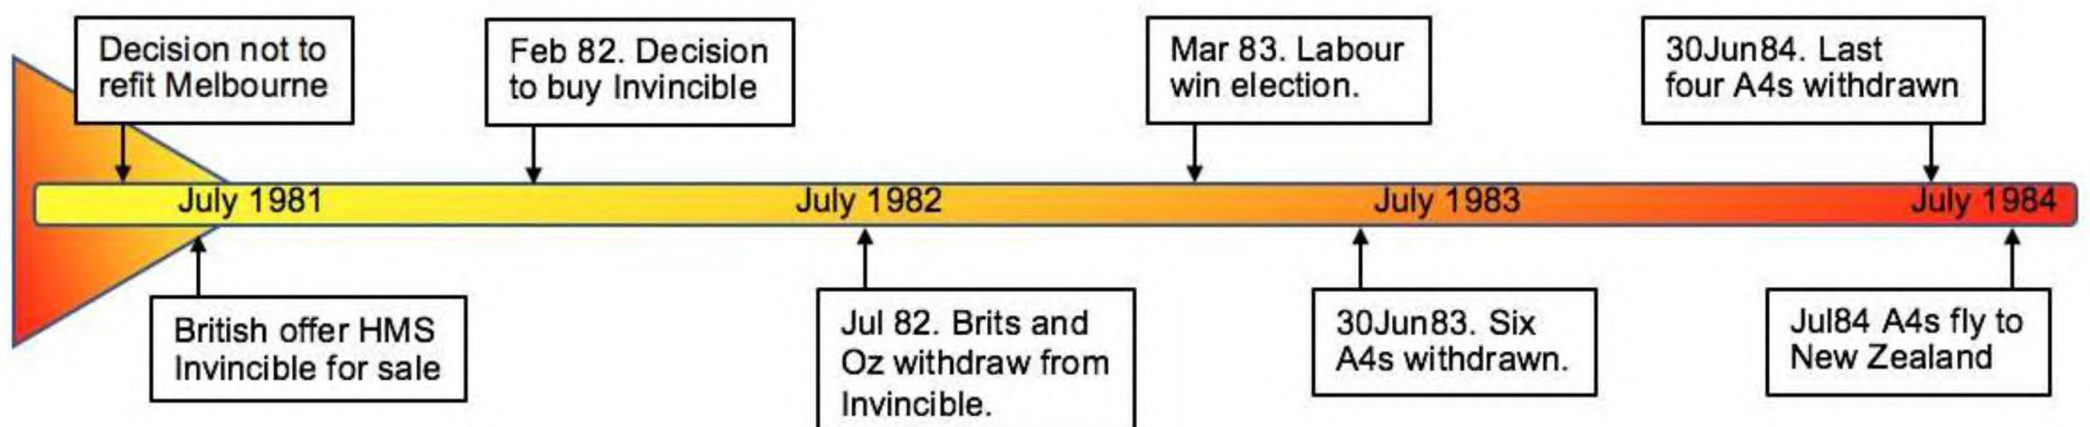 Decision not to
refit Melbourne
Feb 82. Decision
to buy Invincible
Mar 83. Labour
win election.
30Jun84. Last
four A4s withdrawn
July 1981
July 1982
July 1983
July 1984
British offer HMS
Invincible for sale
Jul 82. Brits and
Oz withdraw from
Invincible.
30Jun83. Six
A4s withdrawn.
Jul84 A4s fly to
New Zealand